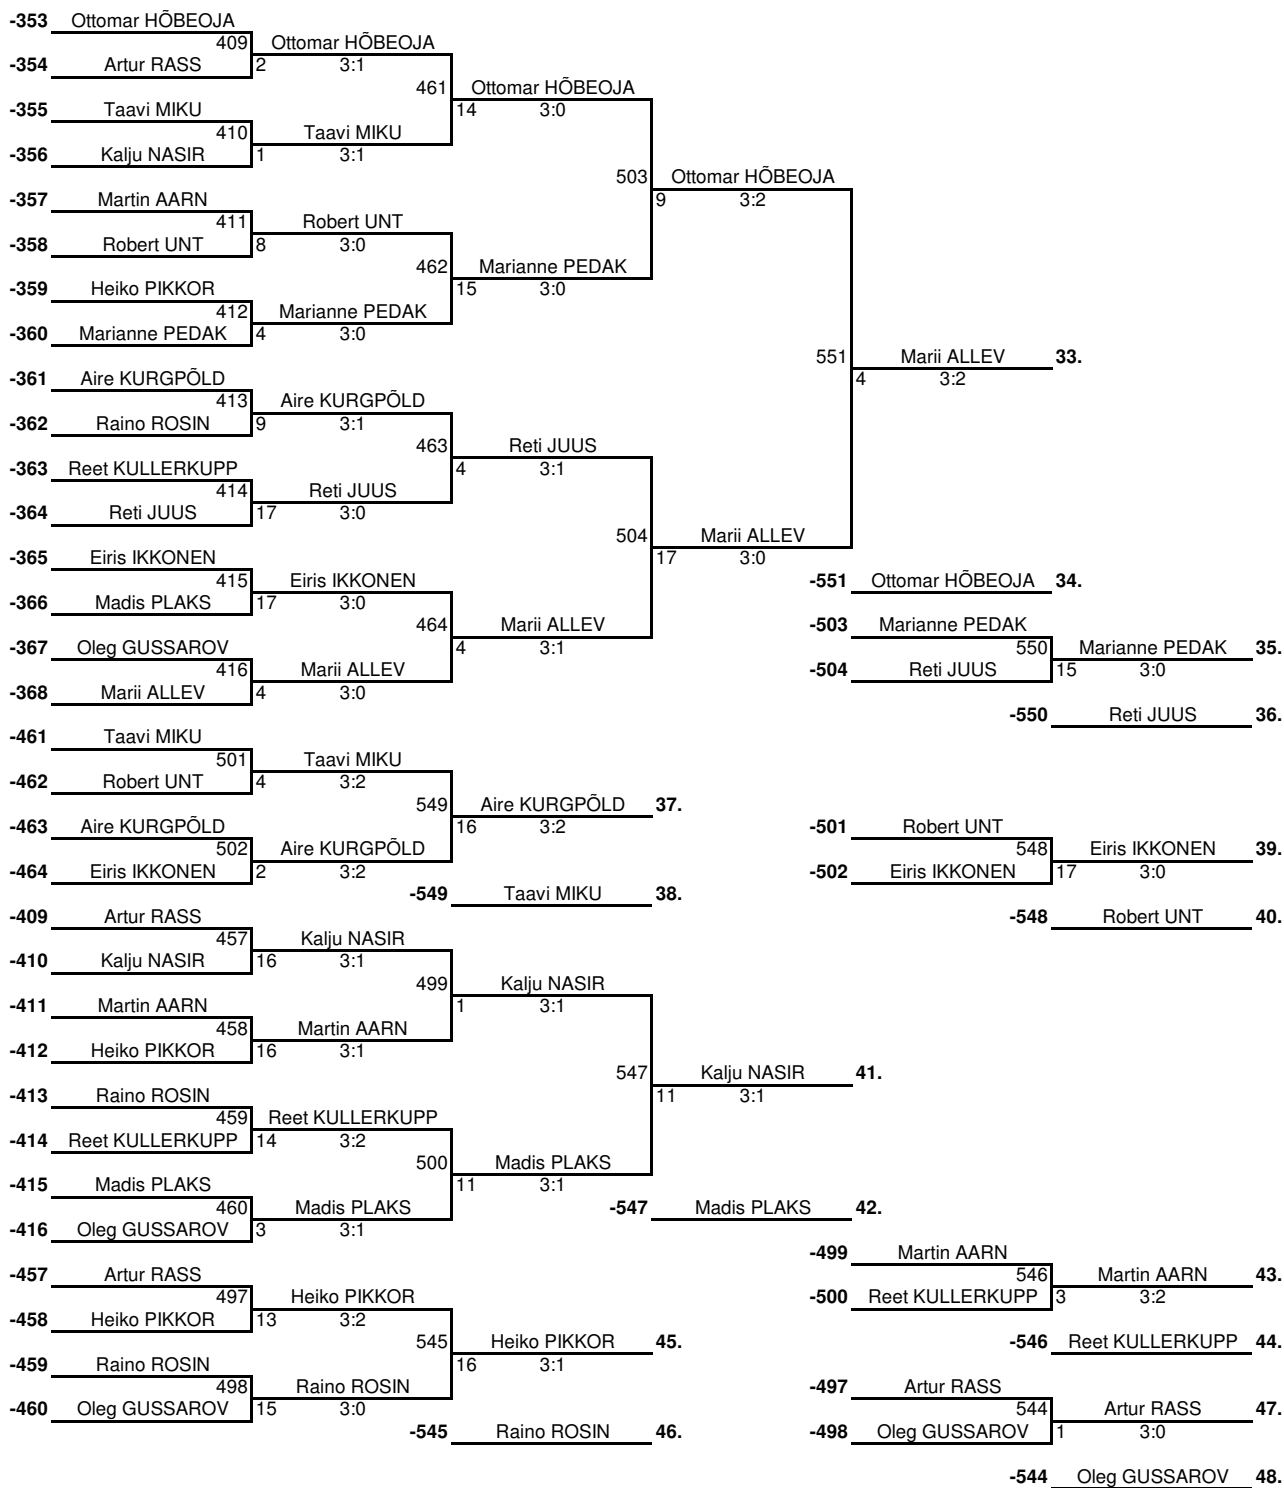 -353 Ottomar HÕBEOJA
409 Ottomar HÕBEOJA
-354 Artur RASS 2 3:1
461 Ottomar HÕBEOJA
-355 Taavi MIKU 14 3:0
410 Taavi MIKU
-356 Kalju NASIR 1 3:1
503 Ottomar HÕBEOJA
-357 Martin AARN 9 3:2
411 Robert UNT
-358 Robert UNT 8 3:0
462 Marianne PEDAK
-359 Heiko PIKKOR 15 3:0
412 Marianne PEDAK
-360 Marianne PEDAK 4 3:0
551 Marii ALLEV 33.
-361 Aire KURGPÕLD 4 3:2
413 Aire KURGPÕLD
-362 Raino ROSIN 9 3:1
463 Reti JUUS
-363 Reet KULLERKUPP 4 3:1
414 Reti JUUS
-364 Reti JUUS 17 3:0
504 Marii ALLEV
-365 Eiris IKKONEN 17 3:0
415 Eiris IKKONEN -551 Ottomar HÕBEOJA 34.
-366 Madis PLAKS 17 3:0
464 Marii ALLEV -503 Marianne PEDAK
-367 Oleg GUSSAROV 4 3:1 550 Marianne PEDAK 35.
416 Marii ALLEV -504 Reti JUUS 15 3:0
-368 Marii ALLEV 4 3:0
-550 Reti JUUS 36.
-461 Taavi MIKU
501 Taavi MIKU
-462 Robert UNT 4 3:2
549 Aire KURGPÕLD 37.
-463 Aire KURGPÕLD 16 3:2 -501 Robert UNT
502 Aire KURGPÕLD 548 Eiris IKKONEN 39.
-464 Eiris IKKONEN 2 3:2 -502 Eiris IKKONEN 17 3:0
-549 Taavi MIKU 38.
-409 Artur RASS -548 Robert UNT 40.
457 Kalju NASIR
-410 Kalju NASIR 16 3:1
499 Kalju NASIR
-411 Martin AARN 1 3:1
458 Martin AARN
-412 Heiko PIKKOR 16 3:1
547 Kalju NASIR 41.
-413 Raino ROSIN 11 3:1
459 Reet KULLERKUPP
-414 Reet KULLERKUPP 14 3:2
500 Madis PLAKS
-415 Madis PLAKS 11 3:1
460 Madis PLAKS -547 Madis PLAKS 42.
-416 Oleg GUSSAROV 3 3:1
-499 Martin AARN
-457 Artur RASS 546 Martin AARN 43.
497 Heiko PIKKOR -500 Reet KULLERKUPP 3 3:2
-458 Heiko PIKKOR 13 3:2
545 Heiko PIKKOR 45. -546 Reet KULLERKUPP 44.
-459 Raino ROSIN 16 3:1
498 Raino ROSIN -497 Artur RASS
-460 Oleg GUSSAROV 15 3:0 544 Artur RASS 47.
-545 Raino ROSIN 46. -498 Oleg GUSSAROV 1 3:0
-544 Oleg GUSSAROV 48.